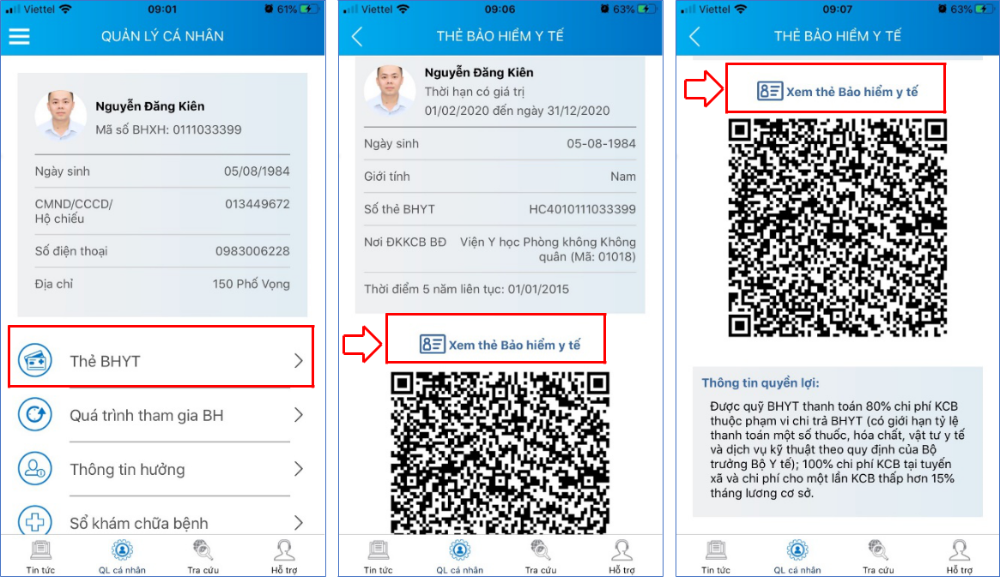 Viettel 09:01 61%
QUẢN LÝ CÁ NHÂN
Nguyễn Đăng Kiên
Mã số BHXH: 0111033399
Ngày sinh 05/08/1984
CMND/CCCD/ 013449672
Hộ chiếu
Số điện thoại 0983006228
Địa chỉ 150 Phố Vọng
Thẻ BHYT
Quá trình tham gia BH
Thông tin hưởng
Sổ khám chữa bệnh
Tin tức QL cá nhân Tra cứu Hỗ trợ
Viettel 09:06 63%
THẺ BẢO HIỂM Y TẾ
Nguyễn Đăng Kiên
Thời hạn có giá trị
01/02/2020 đến ngày 31/12/2020
Ngày sinh 05-08-1984
Giới tính Nam
Số thẻ BHYT HC4010111033399
Nơi ĐKKCB BĐ Viện Y học Phòng không Không
quân (Mã: 01018)
Thời điểm 5 năm liên tục: 01/01/2015
Xem thẻ Bảo hiểm y tế
Tin tức QL cá nhân Tra cứu Hỗ trợ
Viettel 09:07 63%
THẺ BẢO HIỂM Y TẾ
Xem thẻ Bảo hiểm y tế
Thông tin quyền lợi:
Được quỹ BHYT thanh toán 80% chi phí KCB
thuộc phạm vi chi trả BHYT (có giới hạn tỷ lệ
thanh toán một số thuốc, hóa chất, vật tư y tế
và dịch vụ kỹ thuật theo quy định của Bộ
trưởng Bộ Y tế); 100% chi phí KCB tại tuyến
xã và chi phí cho một lần KCB thấp hơn 15%
tháng lương cơ sở.
Tin tức QL cá nhân Tra cứu Hỗ trợ